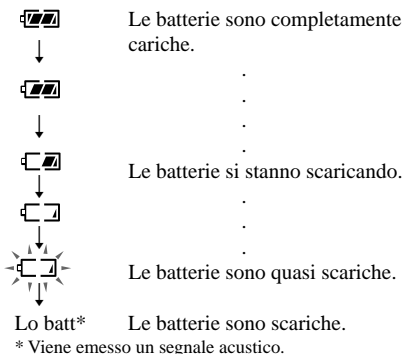 Le batterie sono completamente
cariche.
.
.
.
.
Le batterie si stanno scaricando.
.
.
.
Le batterie sono quasi scariche.
Lo batt* Le batterie sono scariche.
* Viene emesso un segnale acustico.